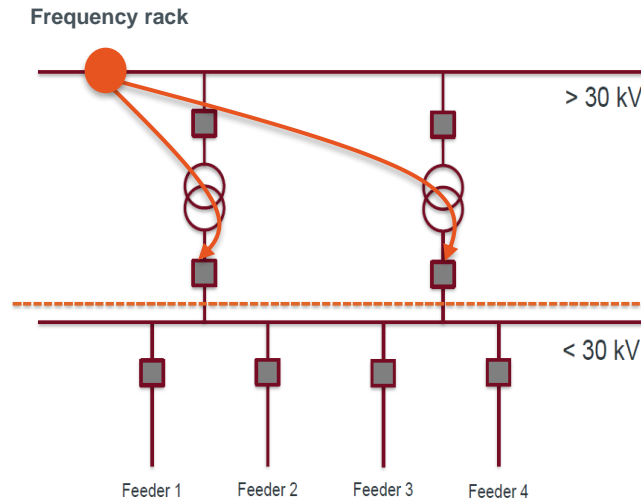 Frequency rack
> 30 kV
< 30 kV
Feeder 1
Feeder 2
Feeder 3
Feeder 4